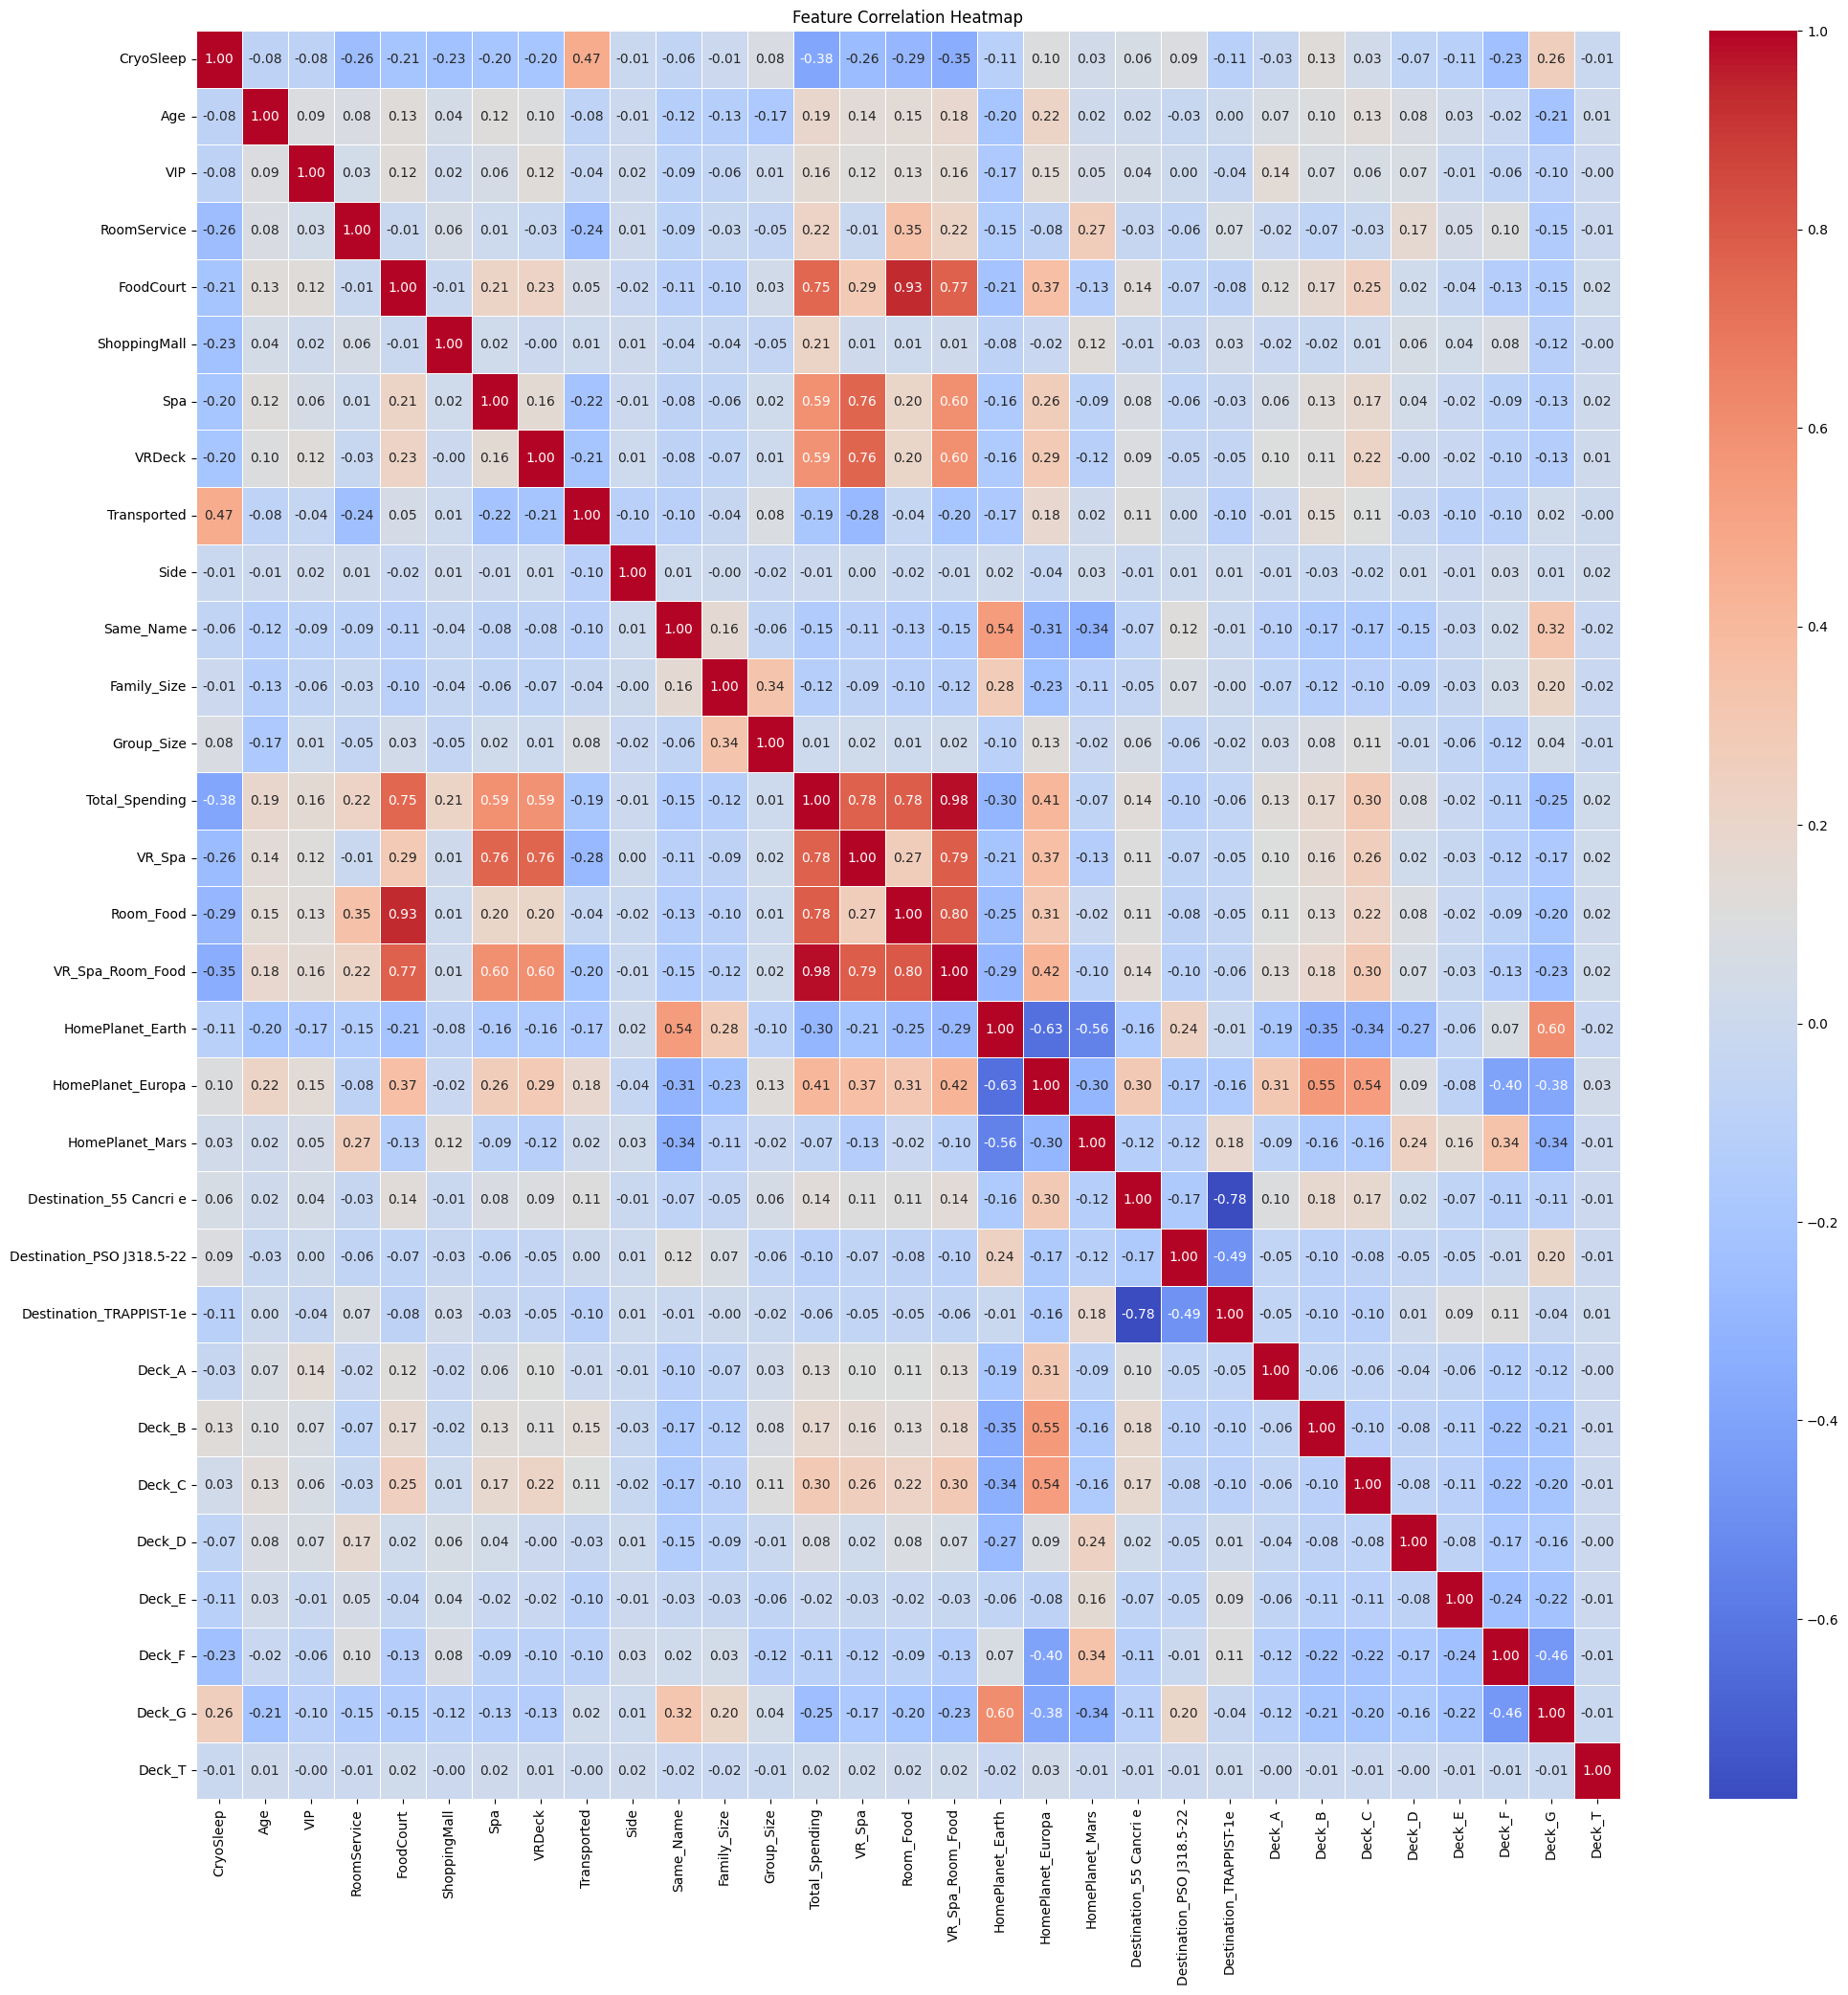 Feature Correlation Heatmap
CryoSleep 1.00 -0.08 -0.08 -0.26 -0.21 -0.23 -0.20 -0.20 0.47 -0.01 -0.06 -0.01 0.08 -0.38 -0.26 -0.29 -0.35 -0.11 0.10 0.03 0.06 0.09 -0.11 -0.03 0.13 0.03 -0.07 -0.11 -0.23 0.26 -0.01
Age -0.08 1.00 0.09 0.08 0.13 0.04 0.12 0.10 -0.08 -0.01 -0.12 -0.13 -0.17 0.19 0.14 0.15 0.18 -0.20 0.22 0.02 0.02 -0.03 0.00 0.07 0.10 0.13 0.08 0.03 -0.02 -0.21 0.01
VIP -0.08 0.09 1.00 0.03 0.12 0.02 0.06 0.12 -0.04 0.02 -0.09 -0.06 0.01 0.16 0.12 0.13 0.16 -0.17 0.15 0.05 0.04 0.00 -0.04 0.14 0.07 0.06 0.07 -0.01 -0.06 -0.10 -0.00
RoomService -0.26 0.08 0.03 1.00 -0.01 0.06 0.01 -0.03 -0.24 0.01 -0.09 -0.03 -0.05 0.22 -0.01 0.35 0.22 -0.15 -0.08 0.27 -0.03 -0.06 0.07 -0.02 -0.07 -0.03 0.17 0.05 0.10 -0.15 -0.01
FoodCourt -0.21 0.13 0.12 -0.01 1.00 -0.01 0.21 0.23 0.05 -0.02 -0.11 -0.10 0.03 0.75 0.29 0.93 0.77 -0.21 0.37 -0.13 0.14 -0.07 -0.08 0.12 0.17 0.25 0.02 -0.04 -0.13 -0.15 0.02
ShoppingMall -0.23 0.04 0.02 0.06 -0.01 1.00 0.02 -0.00 0.01 0.01 -0.04 -0.04 -0.05 0.21 0.01 0.01 0.01 -0.08 -0.02 0.12 -0.01 -0.03 0.03 -0.02 -0.02 0.01 0.06 0.04 0.08 -0.12 -0.00
Spa -0.20 0.12 0.06 0.01 0.21 0.02 1.00 0.16 -0.22 -0.01 -0.08 -0.06 0.02 0.59 0.76 0.20 0.60 -0.16 0.26 -0.09 0.08 -0.06 -0.03 0.06 0.13 0.17 0.04 -0.02 -0.09 -0.13 0.02
VRDeck -0.20 0.10 0.12 -0.03 0.23 -0.00 0.16 1.00 -0.21 0.01 -0.08 -0.07 0.01 0.59 0.76 0.20 0.60 -0.16 0.29 -0.12 0.09 -0.05 -0.05 0.10 0.11 0.22 -0.00 -0.02 -0.10 -0.13 0.01
Transported 0.47 -0.08 -0.04 -0.24 0.05 0.01 -0.22 -0.21 1.00 -0.10 -0.10 -0.04 0.08 -0.19 -0.28 -0.04 -0.20 -0.17 0.18 0.02 0.11 0.00 -0.10 -0.01 0.15 0.11 -0.03 -0.10 -0.10 0.02 -0.00
Side -0.01 -0.01 0.02 0.01 -0.02 0.01 -0.01 0.01 -0.10 1.00 0.01 -0.00 -0.02 -0.01 0.00 -0.02 -0.01 0.02 -0.04 0.03 -0.01 0.01 0.01 -0.01 -0.03 -0.02 0.01 -0.01 0.03 0.01 0.02
Same_Name -0.06 -0.12 -0.09 -0.09 -0.11 -0.04 -0.08 -0.08 -0.10 0.01 1.00 0.16 -0.06 -0.15 -0.11 -0.13 -0.15 0.54 -0.31 -0.34 -0.07 0.12 -0.01 -0.10 -0.17 -0.17 -0.15 -0.03 0.02 0.32 -0.02
Family_Size -0.01 -0.13 -0.06 -0.03 -0.10 -0.04 -0.06 -0.07 -0.04 -0.00 0.16 1.00 0.34 -0.12 -0.09 -0.10 -0.12 0.28 -0.23 -0.11 -0.05 0.07 -0.00 -0.07 -0.12 -0.10 -0.09 -0.03 0.03 0.20 -0.02
Group_Size 0.08 -0.17 0.01 -0.05 0.03 -0.05 0.02 0.01 0.08 -0.02 -0.06 0.34 1.00 0.01 0.02 0.01 0.02 -0.10 0.13 -0.02 0.06 -0.06 -0.02 0.03 0.08 0.11 -0.01 -0.06 -0.12 0.04 -0.01
Total_Spending -0.38 0.19 0.16 0.22 0.75 0.21 0.59 0.59 -0.19 -0.01 -0.15 -0.12 0.01 1.00 0.78 0.78 0.98 -0.30 0.41 -0.07 0.14 -0.10 -0.06 0.13 0.17 0.30 0.08 -0.02 -0.11 -0.25 0.02
VR_Spa -0.26 0.14 0.12 -0.01 0.29 0.01 0.76 0.76 -0.28 0.00 -0.11 -0.09 0.02 0.78 1.00 0.27 0.79 -0.21 0.37 -0.13 0.11 -0.07 -0.05 0.10 0.16 0.26 0.02 -0.03 -0.12 -0.17 0.02
Room_Food -0.29 0.15 0.13 0.35 0.93 0.01 0.20 0.20 -0.04 -0.02 -0.13 -0.10 0.01 0.78 0.27 1.00 0.80 -0.25 0.31 -0.02 0.11 -0.08 -0.05 0.11 0.13 0.22 0.08 -0.02 -0.09 -0.20 0.02
VR_Spa_Room_Food -0.35 0.18 0.16 0.22 0.77 0.01 0.60 0.60 -0.20 -0.01 -0.15 -0.12 0.02 0.98 0.79 0.80 1.00 -0.29 0.42 -0.10 0.14 -0.10 -0.06 0.13 0.18 0.30 0.07 -0.03 -0.13 -0.23 0.02
HomePlanet_Earth -0.11 -0.20 -0.17 -0.15 -0.21 -0.08 -0.16 -0.16 -0.17 0.02 0.54 0.28 -0.10 -0.30 -0.21 -0.25 -0.29 1.00 -0.63 -0.56 -0.16 0.24 -0.01 -0.19 -0.35 -0.34 -0.27 -0.06 0.07 0.60 -0.02
HomePlanet_Europa 0.10 0.22 0.15 -0.08 0.37 -0.02 0.26 0.29 0.18 -0.04 -0.31 -0.23 0.13 0.41 0.37 0.31 0.42 -0.63 1.00 -0.30 0.30 -0.17 -0.16 0.31 0.55 0.54 0.09 -0.08 -0.40 -0.38 0.03
HomePlanet_Mars 0.03 0.02 0.05 0.27 -0.13 0.12 -0.09 -0.12 0.02 0.03 -0.34 -0.11 -0.02 -0.07 -0.13 -0.02 -0.10 -0.56 -0.30 1.00 -0.12 -0.12 0.18 -0.09 -0.16 -0.16 0.24 0.16 0.34 -0.34 -0.01
Destination_55 Cancri e 0.06 0.02 0.04 -0.03 0.14 -0.01 0.08 0.09 0.11 -0.01 -0.07 -0.05 0.06 0.14 0.11 0.11 0.14 -0.16 0.30 -0.12 1.00 -0.17 -0.78 0.10 0.18 0.17 0.02 -0.07 -0.11 -0.11 -0.01
Destination_PSO J318.5-22 0.09 -0.03 0.00 -0.06 -0.07 -0.03 -0.06 -0.05 0.00 0.01 0.12 0.07 -0.06 -0.10 -0.07 -0.08 -0.10 0.24 -0.17 -0.12 -0.17 1.00 -0.49 -0.05 -0.10 -0.08 -0.05 -0.05 -0.01 0.20 -0.01
Destination_TRAPPIST-1e -0.11 0.00 -0.04 0.07 -0.08 0.03 -0.03 -0.05 -0.10 0.01 -0.01 -0.00 -0.02 -0.06 -0.05 -0.05 -0.06 -0.01 -0.16 0.18 -0.78 -0.49 1.00 -0.05 -0.10 -0.10 0.01 0.09 0.11 -0.04 0.01
Deck_A -0.03 0.07 0.14 -0.02 0.12 -0.02 0.06 0.10 -0.01 -0.01 -0.10 -0.07 0.03 0.13 0.10 0.11 0.13 -0.19 0.31 -0.09 0.10 -0.05 -0.05 1.00 -0.06 -0.06 -0.04 -0.06 -0.12 -0.12 -0.00
Deck_B 0.13 0.10 0.07 -0.07 0.17 -0.02 0.13 0.11 0.15 -0.03 -0.17 -0.12 0.08 0.17 0.16 0.13 0.18 -0.35 0.55 -0.16 0.18 -0.10 -0.10 -0.06 1.00 -0.10 -0.08 -0.11 -0.22 -0.21 -0.01
Deck_C 0.03 0.13 0.06 -0.03 0.25 0.01 0.17 0.22 0.11 -0.02 -0.17 -0.10 0.11 0.30 0.26 0.22 0.30 -0.34 0.54 -0.16 0.17 -0.08 -0.10 -0.06 -0.10 1.00 -0.08 -0.11 -0.22 -0.20 -0.01
Deck_D -0.07 0.08 0.07 0.17 0.02 0.06 0.04 -0.00 -0.03 0.01 -0.15 -0.09 -0.01 0.08 0.02 0.08 0.07 -0.27 0.09 0.24 0.02 -0.05 0.01 -0.04 -0.08 -0.08 1.00 -0.08 -0.17 -0.16 -0.00
Deck_E -0.11 0.03 -0.01 0.05 -0.04 0.04 -0.02 -0.02 -0.10 -0.01 -0.03 -0.03 -0.06 -0.02 -0.03 -0.02 -0.03 -0.06 -0.08 0.16 -0.07 -0.05 0.09 -0.06 -0.11 -0.11 -0.08 1.00 -0.24 -0.22 -0.01
Deck_F -0.23 -0.02 -0.06 0.10 -0.13 0.08 -0.09 -0.10 -0.10 0.03 0.02 0.03 -0.12 -0.11 -0.12 -0.09 -0.13 0.07 -0.40 0.34 -0.11 -0.01 0.11 -0.12 -0.22 -0.22 -0.17 -0.24 1.00 -0.46 -0.01
Deck_G 0.26 -0.21 -0.10 -0.15 -0.15 -0.12 -0.13 -0.13 0.02 0.01 0.32 0.20 0.04 -0.25 -0.17 -0.20 -0.23 0.60 -0.38 -0.34 -0.11 0.20 -0.04 -0.12 -0.21 -0.20 -0.16 -0.22 -0.46 1.00 -0.01
Deck_T -0.01 0.01 -0.00 -0.01 0.02 -0.00 0.02 0.01 -0.00 0.02 -0.02 -0.02 -0.01 0.02 0.02 0.02 0.02 -0.02 0.03 -0.01 -0.01 -0.01 0.01 -0.00 -0.01 -0.01 -0.00 -0.01 -0.01 -0.01 1.00
CryoSleep
Age
VIP
RoomService
FoodCourt
ShoppingMall
Spa
VRDeck
Transported
Side
Same_Name
Family_Size
Group_Size
Total_Spending
VR_Spa
Room_Food
VR_Spa_Room_Food
HomePlanet_Earth
HomePlanet_Europa
HomePlanet_Mars
Destination_55 Cancri e
Destination_PSO J318.5-22
Destination_TRAPPIST-1e
Deck_A
Deck_B
Deck_C
Deck_D
Deck_E
Deck_F
Deck_G
Deck_T
1.0
0.8
0.6
0.4
0.2
0.0
−0.2
−0.4
−0.6